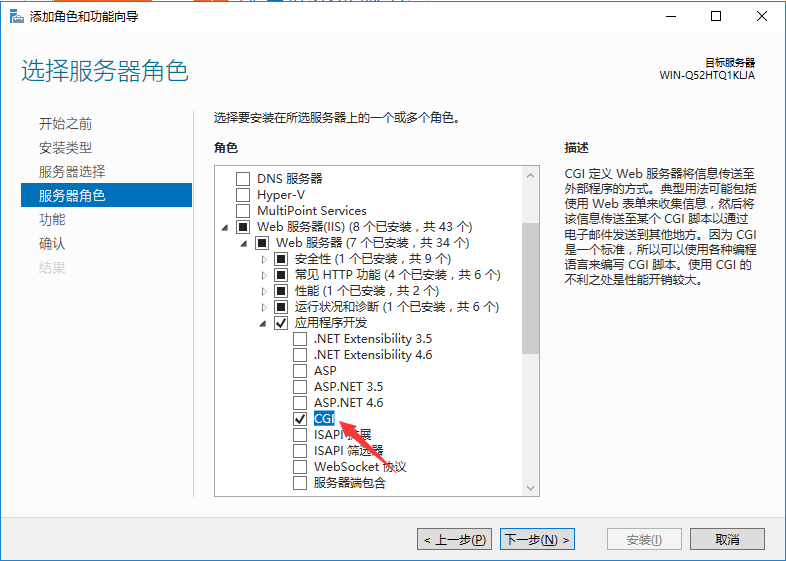 添加角色和功能向导
选择服务器角色
目标服务器
WIN-Q52HTQ1KLJA
开始之前
安装类型
服务器选择
服务器角色
功能
确认
结果
选择要安装在所选服务器上的一个或多个角色。
角色
DNS 服务器
Hyper-V
MultiPoint Services
Web 服务器(IIS) (8 个已安装，共 43 个)
Web 服务器 (7 个已安装，共 34 个)
安全性 (1 个已安装，共 9 个)
常见 HTTP 功能 (4 个已安装，共 6 个)
性能 (1 个已安装，共 2 个)
运行状况和诊断 (1 个已安装，共 6 个)
应用程序开发
.NET Extensibility 3.5
.NET Extensibility 4.6
ASP
ASP.NET 3.5
ASP.NET 4.6
CGI
ISAPI 扩展
ISAPI 筛选器
WebSocket 协议
服务器端包含
描述
CGI 定义 Web 服务器将信息传送至
外部程序的方式。典型用法可能包括
使用 Web 表单来收集信息，然后将
该信息传送至某个 CGI 脚本以通过
电子邮件发送到其他地方。因为 CGI
是一个标准，所以可以使用各种编程
语言来编写 CGI 脚本。使用 CGI 的
不利之处是性能开销较大。
< 上一步(P)
下一步(N) >
安装(I)
取消